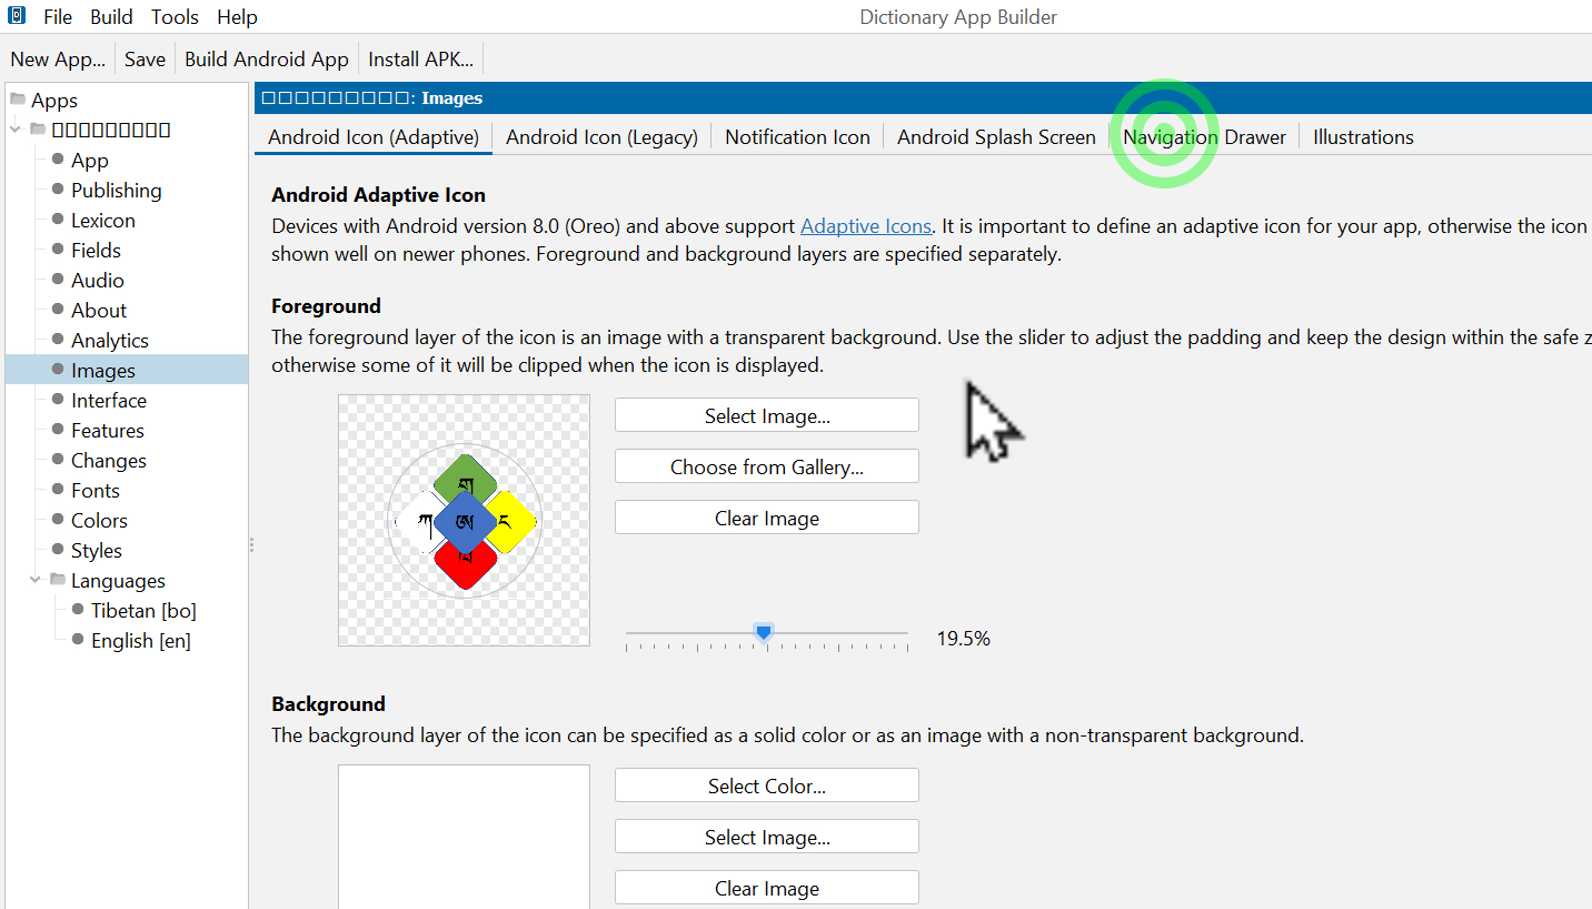 File Build Tools Help
Dictionary App Builder
New App... Save Build Android App Install APK...
Apps
□□□□□□□□□
App
Publishing
Lexicon
Fields
Audio
About
Analytics
Images
Interface
Features
Changes
Fonts
Colors
Styles
Languages
Tibetan [bo]
English [en]
□□□□□□□□□: Images
Android Icon (Adaptive) Android Icon (Legacy) Notification Icon Android Splash Screen Navigation Drawer Illustrations
Android Adaptive Icon
Devices with Android version 8.0 (Oreo) and above support Adaptive Icons. It is important to define an adaptive icon for your app, otherwise the icon
shown well on newer phones. Foreground and background layers are specified separately.
Foreground
The foreground layer of the icon is an image with a transparent background. Use the slider to adjust the padding and keep the design within the safe
otherwise some of it will be clipped when the icon is displayed.
ག
ཀ ཨ ད
Select Image...
Choose from Gallery...
Clear Image
19.5%
Background
The background layer of the icon can be specified as a solid color or as an image with a non-transparent background.
Select Color...
Select Image...
Clear Image